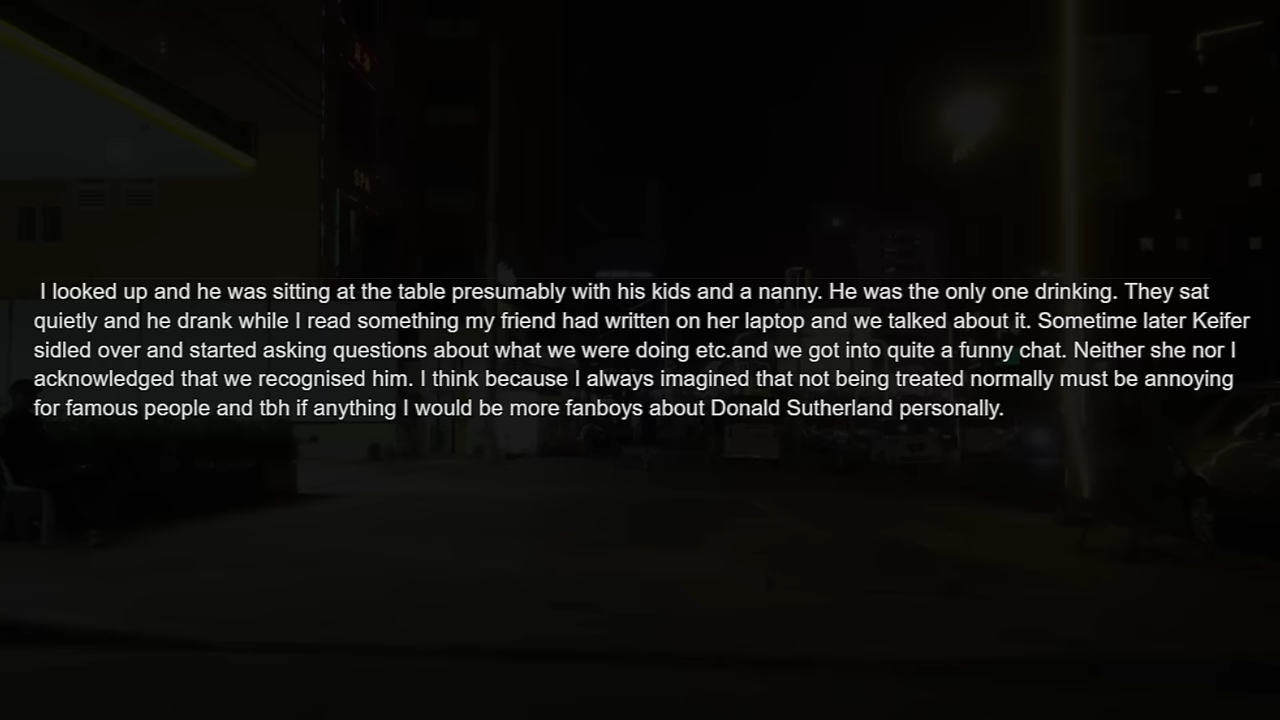 I looked up and he was sitting at the table presumably with his kids and a nanny. He was the only one drinking. They sat
quietly and he drank while I read something my friend had written on her laptop and we talked about it. Sometime later Keifer
sidled over and started asking questions about what we were doing etc.and we got into quite a funny chat. Neither she nor I
acknowledged that we recognised him. I think because I always imagined that not being treated normally must be annoying
for famous people and tbh if anything I would be more fanboys about Donald Sutherland personally.